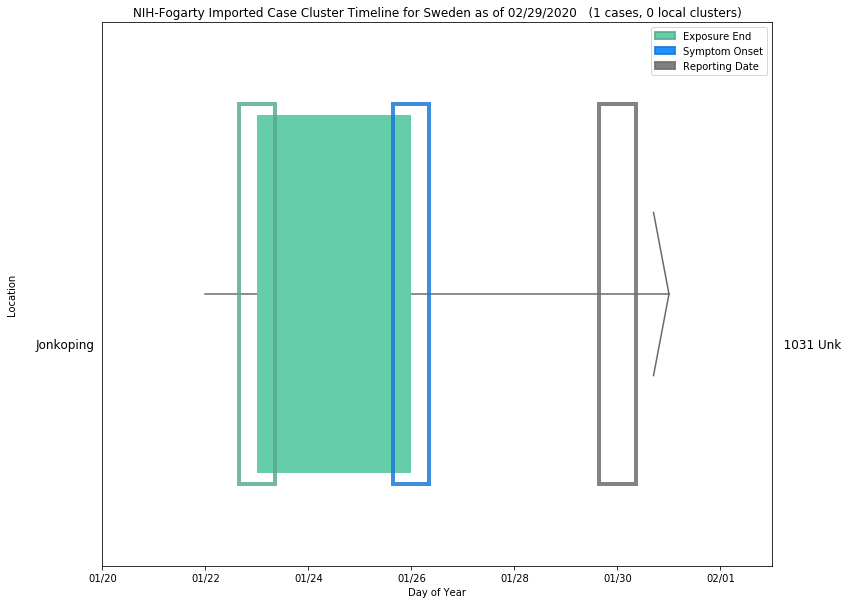 NIH-Fogarty Imported Case Cluster Timeline for Sweden as of 02/29/2020   (1 cases, 0 local clusters)
Exposure End
Symptom Onset
Reporting Date
Location
Jonkoping
1031 Unk
01/20 01/22 01/24 01/26 01/28 01/30 02/01
Day of Year